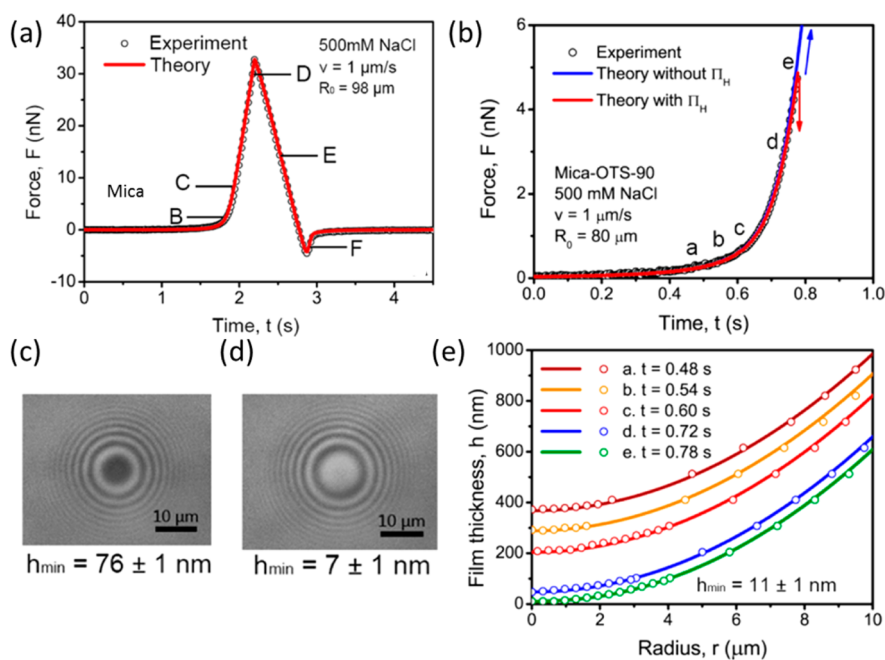 (a)
Experiment
Theory
500mM NaCl
v = 1 µm/s
R₀ = 98 µm
D
E
C
B
F
Mica
Force, F (nN)
40
30
20
10
0
-10
0
1
2
3
4
Time, t (s)
(b)
Experiment
Theory without Π_H
Theory with Π_H
Mica-OTS-90
500 mM NaCl
v = 1 µm/s
R₀ = 80 µm
a
b
c
d
e
Force, F (nN)
6
4
2
0
0.0
0.2
0.4
0.6
0.8
1.0
Time, t (s)
(c)
10 µm
hmin = 76 ± 1 nm
(d)
10 µm
hmin = 7 ± 1 nm
(e)
a. t = 0.48 s
b. t = 0.54 s
c. t = 0.60 s
d. t = 0.72 s
e. t = 0.78 s
hmin = 11 ± 1 nm
Film thickness, h (nm)
1000
800
600
400
200
0
0
2
4
6
8
10
Radius, r (µm)